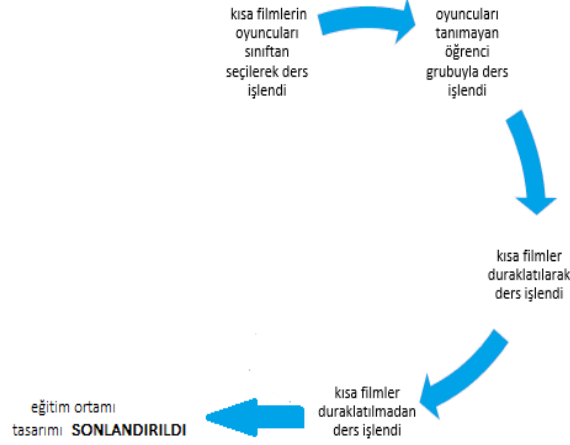 kısa filmlerin
oyuncuları
sınıftan
seçilerek ders
işlendi
oyuncuları
tanımayan
öğrenci
grubuyla ders
işlendi
kısa filmler
duraklatılarak
ders işlendi
kısa filmler
duraklatılmadan
ders işlendi
eğitim ortamı
tasarımı SONLANDIRILDI